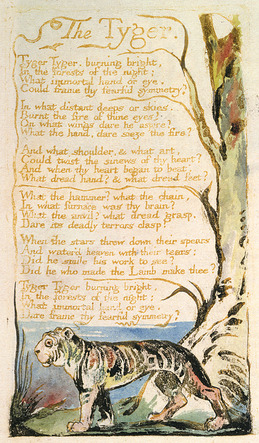 The Tyger.
Tyger Tyger, burning bright,
In the forests of the night;
What immortal hand or eye,
Could frame thy fearful symmetry?
In what distant deeps or skies.
Burnt the fire of thine eyes?
On what wings dare he aspire?
What the hand, dare sieze the fire?
And what shoulder, & what art,
Could twist the sinews of thy heart?
And when thy heart began to beat,
What dread hand? & what dread feet?
What the hammer? what the chain,
In what furnace was thy brain?
What the anvil? what dread grasp,
Dare its deadly terrors clasp!
When the stars threw down their spears
And water'd heaven with their tears:
Did he smile his work to see?
Did he who made the Lamb make thee?
Tyger Tyger burning bright,
In the forests of the night:
What immortal hand or eye,
Dare frame thy fearful symmetry?